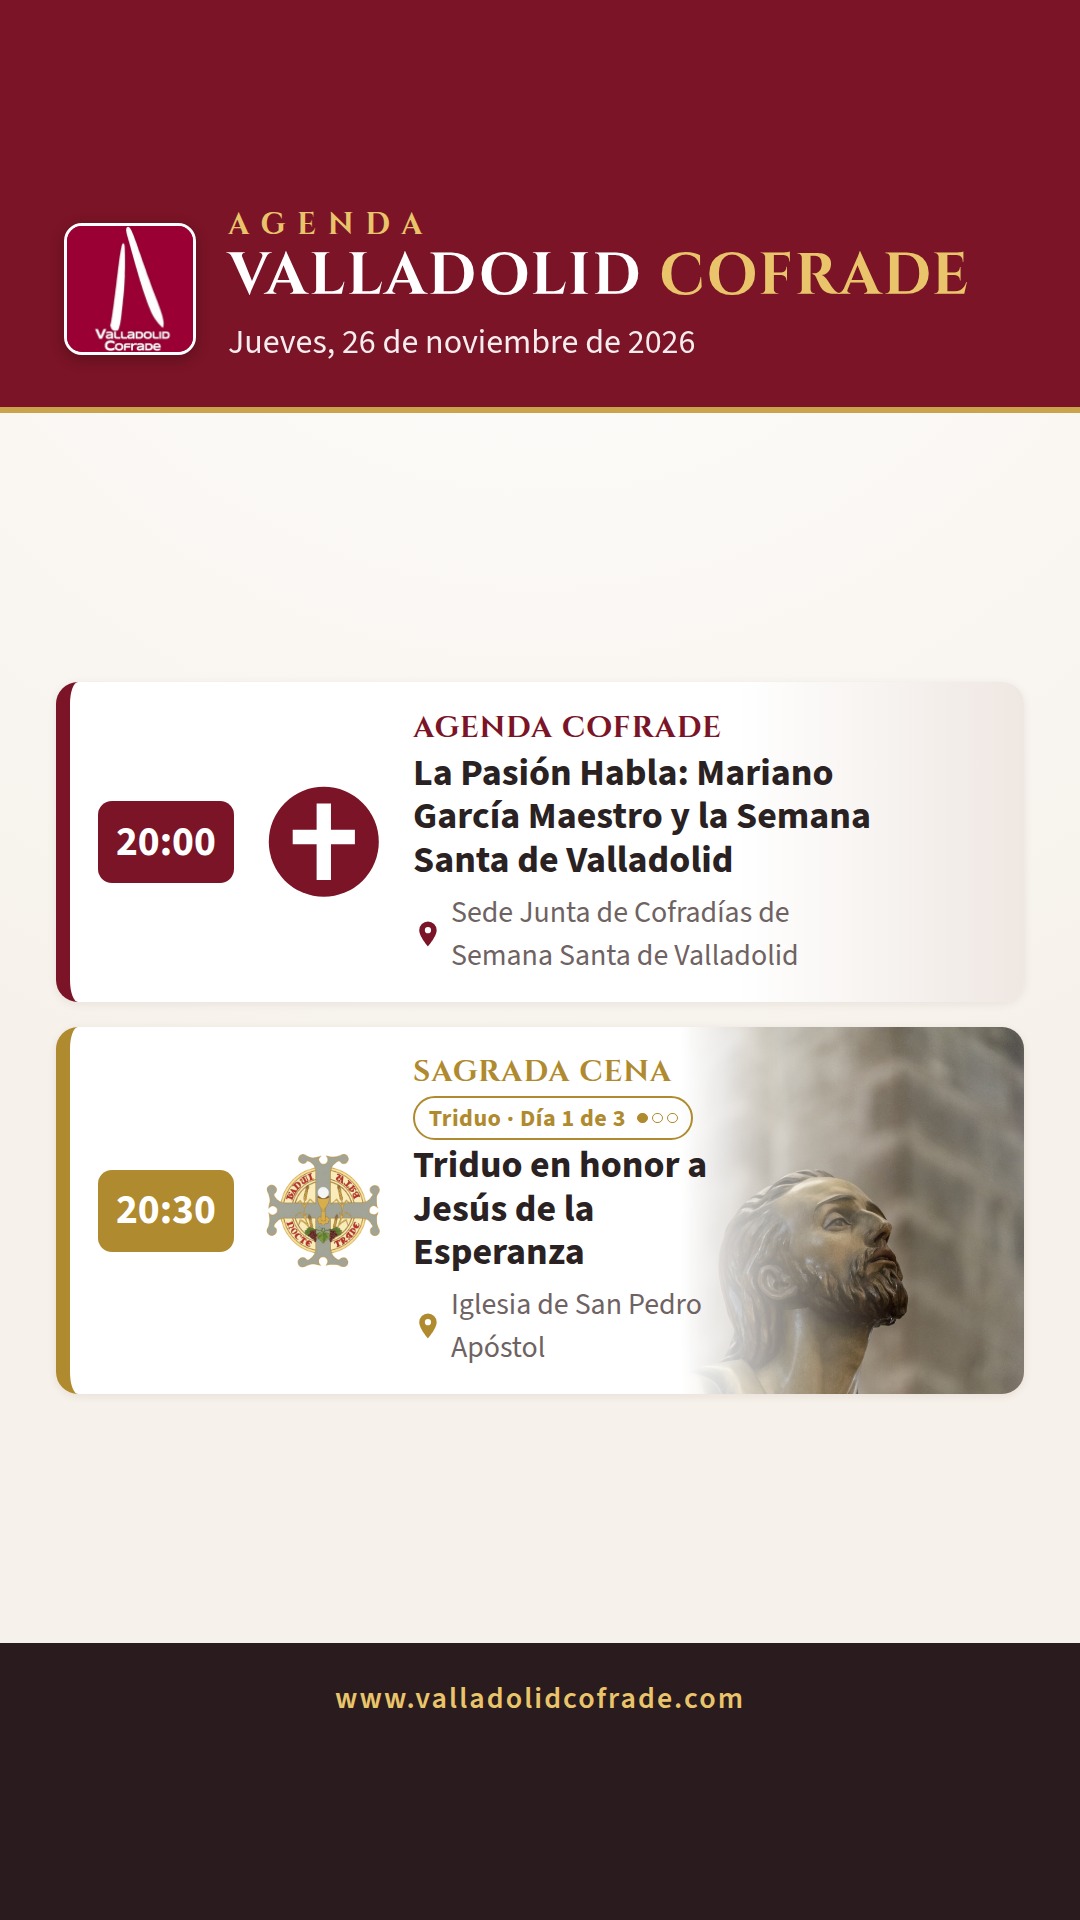 AGENDA
VALLADOLID COFRADE
Jueves, 26 de noviembre de 2026
Valladolid
Cofrade
AGENDA COFRADE
20:00
La Pasión Habla: Mariano
García Maestro y la Semana
Santa de Valladolid
Sede Junta de Cofradías de
Semana Santa de Valladolid
SAGRADA CENA
Triduo · Día 1 de 3
20:30
Triduo en honor a
Jesús de la
Esperanza
Iglesia de San Pedro
Apóstol
www.valladolidcofrade.com